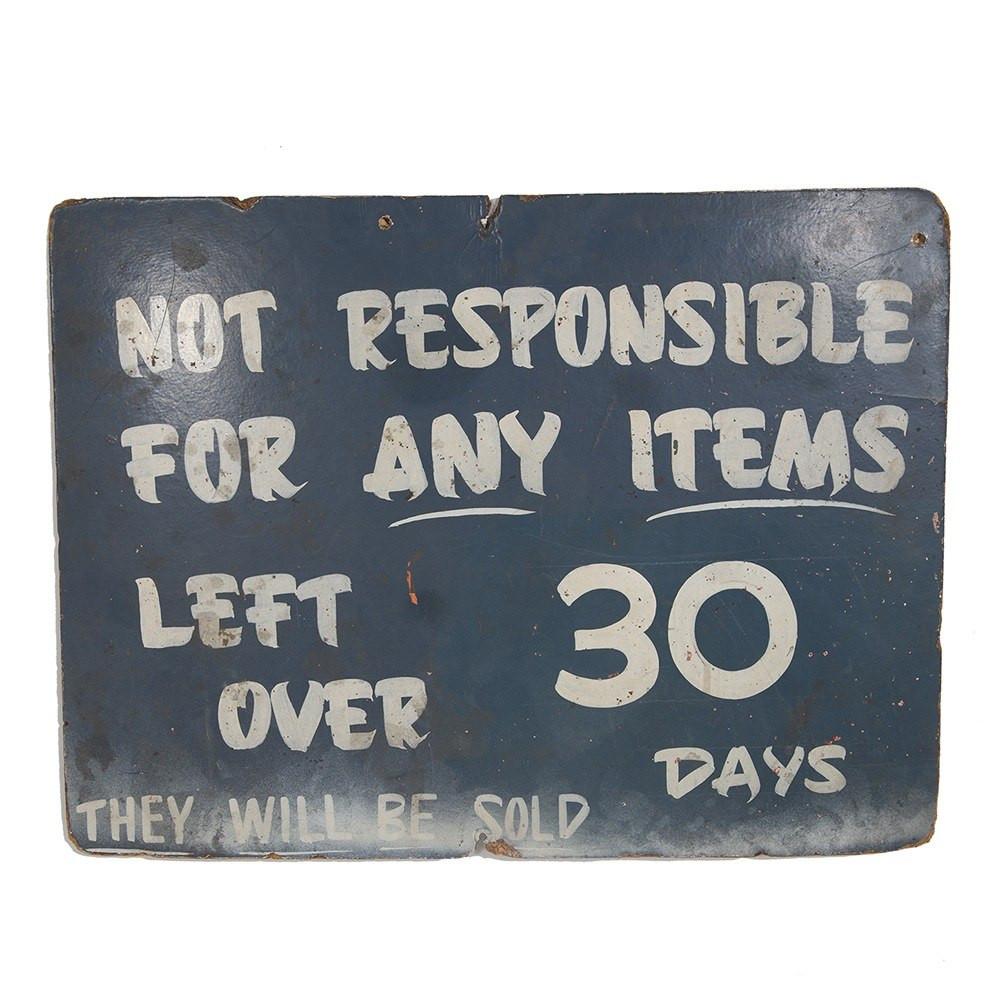 NOT RESPONSIBLE
FOR ANY ITEMS
LEFT 30
OVER DAYS
THEY WILL BE SOLD